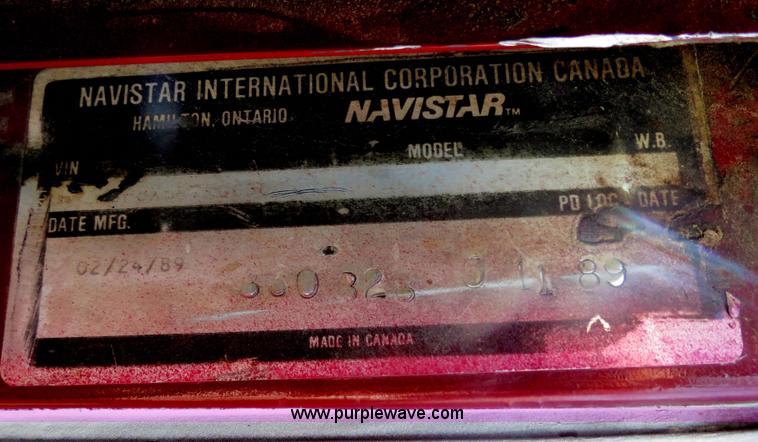 NAVISTAR INTERNATIONAL CORPORATION CANADA
HAMILTON, ONTARIO NAVISTAR™
VIN MODEL W.B.
DATE MFG. PD LOC DATE
02/24/89
89
MADE IN CANADA
www.purplewave.com